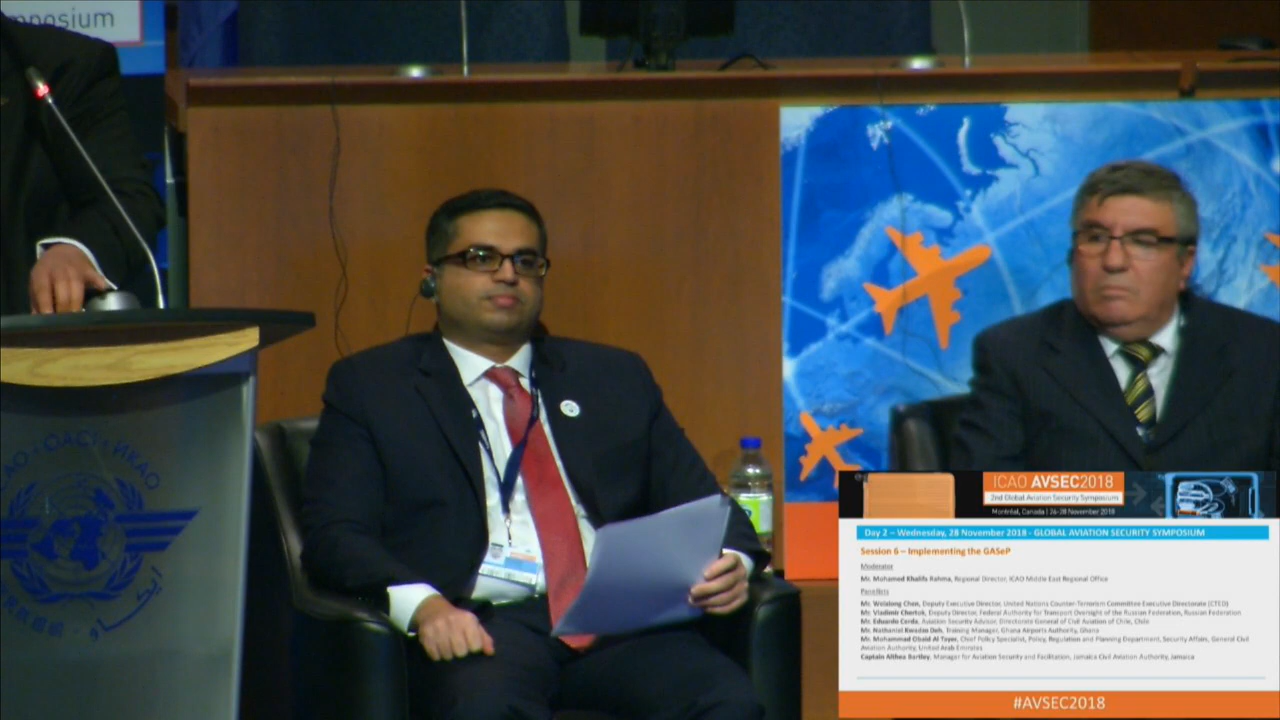 mposium
ICAO · OACI · ИКАО
ICAO AVSEC2018
2nd Global Aviation Security Symposium
Montréal, Canada | 26-28 November 2018
Day 2 – Wednesday, 28 November 2018 - GLOBAL AVIATION SECURITY SYMPOSIUM
Session 6 – Implementing the GASeP
Moderator
Mr. Mohamed Khalifa Rahma, Regional Director, ICAO Middle East Regional Office
Panellists
Mr. Weixiong Chen, Deputy Executive Director, United Nations Counter-Terrorism Committee Executive Directorate (CTED)
Mr. Vladimir Chertok, Deputy Director, Federal Authority for Transport Oversight of the Russian Federation, Russian Federation
Mr. Eduardo Cerda, Aviation Security Advisor, Directorate General of Civil Aviation of Chile, Chile
Mr. Nathaniel Kwadzo Deh, Training Manager, Ghana Airports Authority, Ghana
Mr. Mohammad Obaid Al Tayer, Chief Policy Specialist, Policy, Regulation and Planning Department, Security Affairs, General Civil
Aviation Authority, United Arab Emirates
Captain Althea Bartley, Manager for Aviation Security and Facilitation, Jamaica Civil Aviation Authority, Jamaica
#AVSEC2018